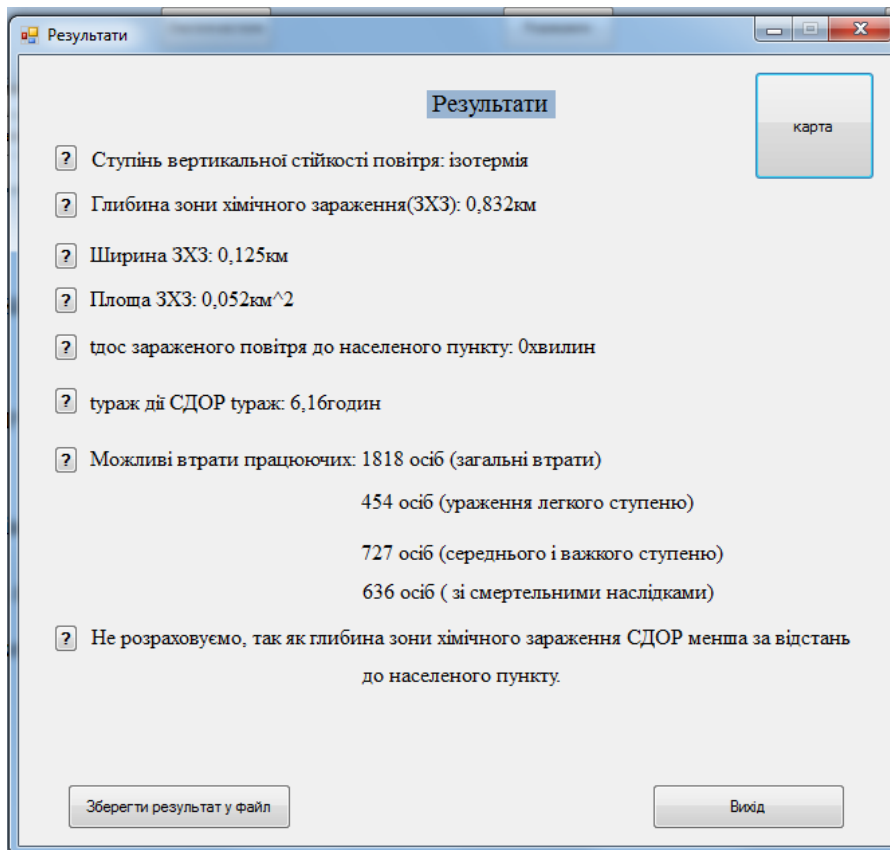 Результати
Результати
карта
? Ступінь вертикальної стійкості повітря: ізотермія
? Глибина зони хімічного зараження(ЗХЗ): 0,832км
? Ширина ЗХЗ: 0,125км
? Площа ЗХЗ: 0,052км^2
? tдос зараженого повітря до населеного пункту: 0хвилин
? tураж дії СДОР tураж: 6,16годин
? Можливі втрати працюючих: 1818 осіб (загальні втрати)
454 осіб (ураження легкого ступеню)
727 осіб (середнього і важкого ступеню)
636 осіб ( зі смертельними наслідками)
? Не розраховуємо, так як глибина зони хімічного зараження СДОР менша за відстань
до населеного пункту.
Зберегти результат у файл
Вихід